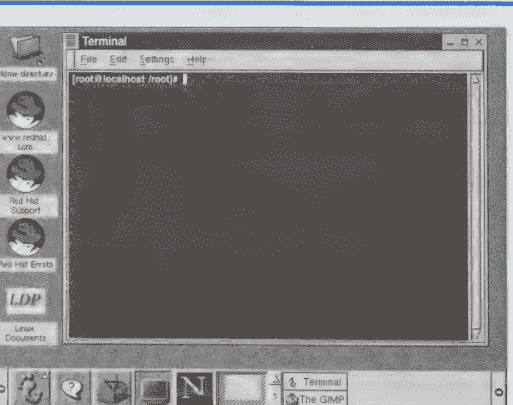 Terminal
File Edit Settings Help
[root@localhost /root]#
Home directory
www.redhat.
com
Red Hat
Support
Red Hat Errata
LDP
Linux
Documents
N
Terminal
?
The GIMP